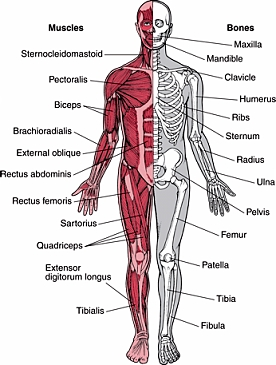 Muscles
Sternocleidomastoid
Pectoralis
Biceps
Brachioradialis
External oblique
Rectus abdominis
Rectus femoris
Sartorius
Quadriceps
Extensor
digitorum longus
Tibialis
Bones
Maxilla
Mandible
Clavicle
Humerus
Ribs
Sternum
Radius
Ulna
Pelvis
Femur
Patella
Tibia
Fibula